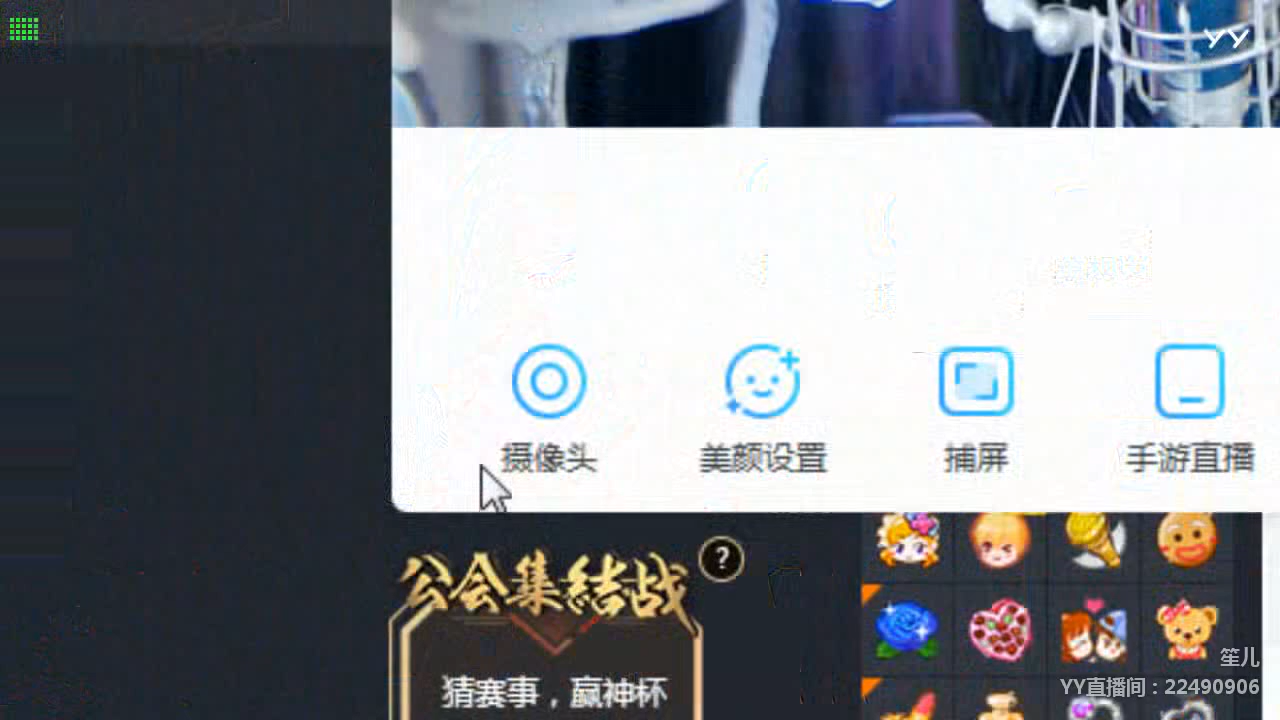 YY
摄像头 美颜设置 捕屏 手游直播
公会集结战 ?
猜赛事，赢神杯
笙儿
YY直播间：22490906